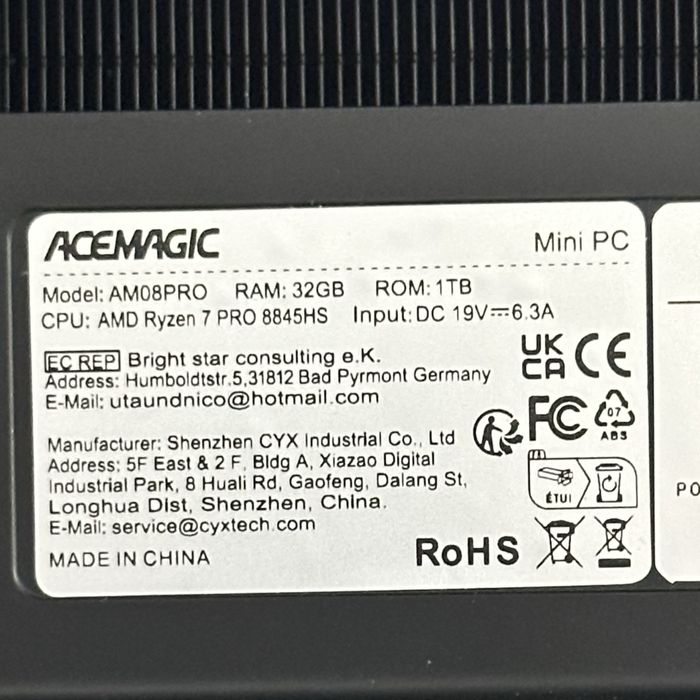 ACEMAGIC Mini PC
Model: AM08PRO RAM: 32GB ROM: 1TB
CPU: AMD Ryzen 7 PRO 8845HS Input: DC 19V⎓6.3A
EC REP Bright star consulting e.K.
Address: Humboldtstr.5,31812 Bad Pyrmont Germany
E-Mail: utaundnico@hotmail.com
UK
CA CE
FC
07
ABS
Manufacturer: Shenzhen CYX Industrial Co., Ltd
Address: 5F East & 2 F, Bldg A, Xiazao Digital
Industrial Park, 8 Huali Rd, Gaofeng, Dalang St,
Longhua Dist, Shenzhen, China.
E-Mail: service@cyxtech.com
MADE IN CHINA
ÉTUI
RoHS
PO